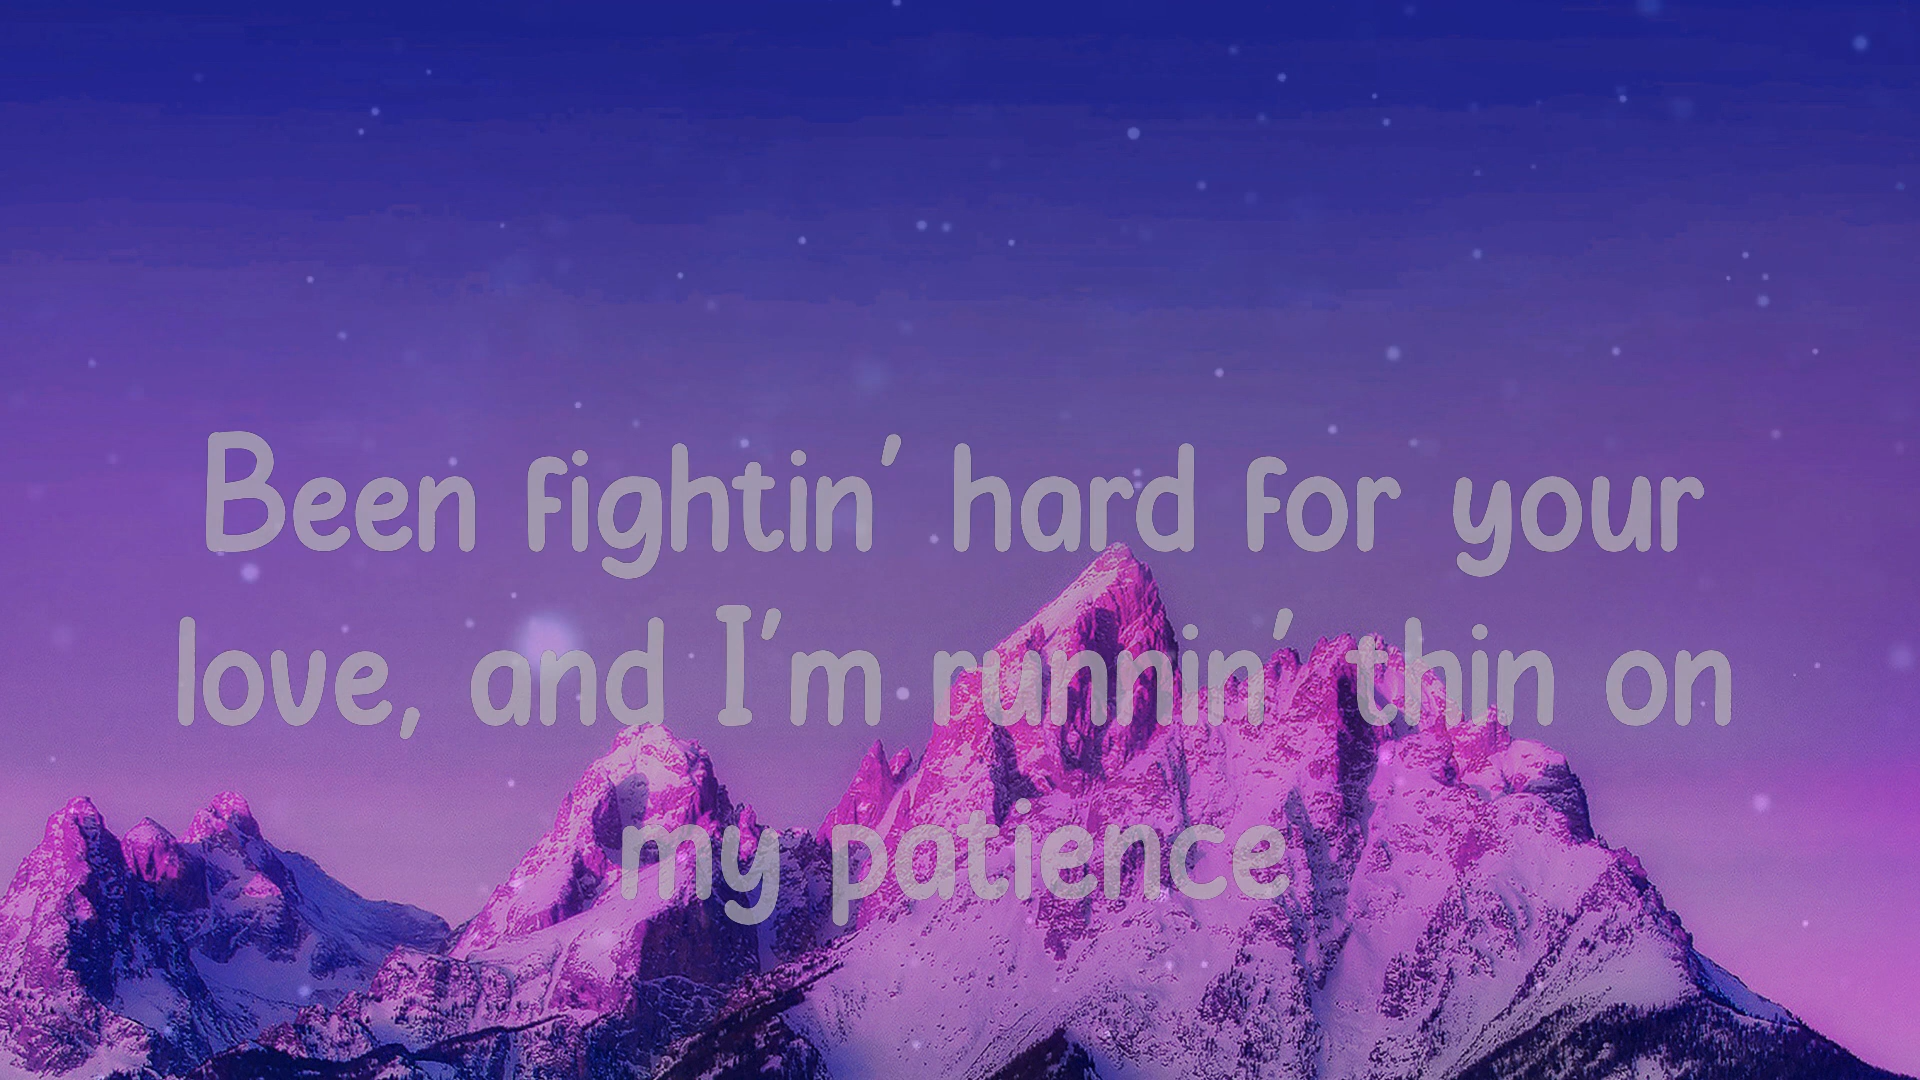 Been fightin' hard for your
love, and I'm runnin' thin on
my patience